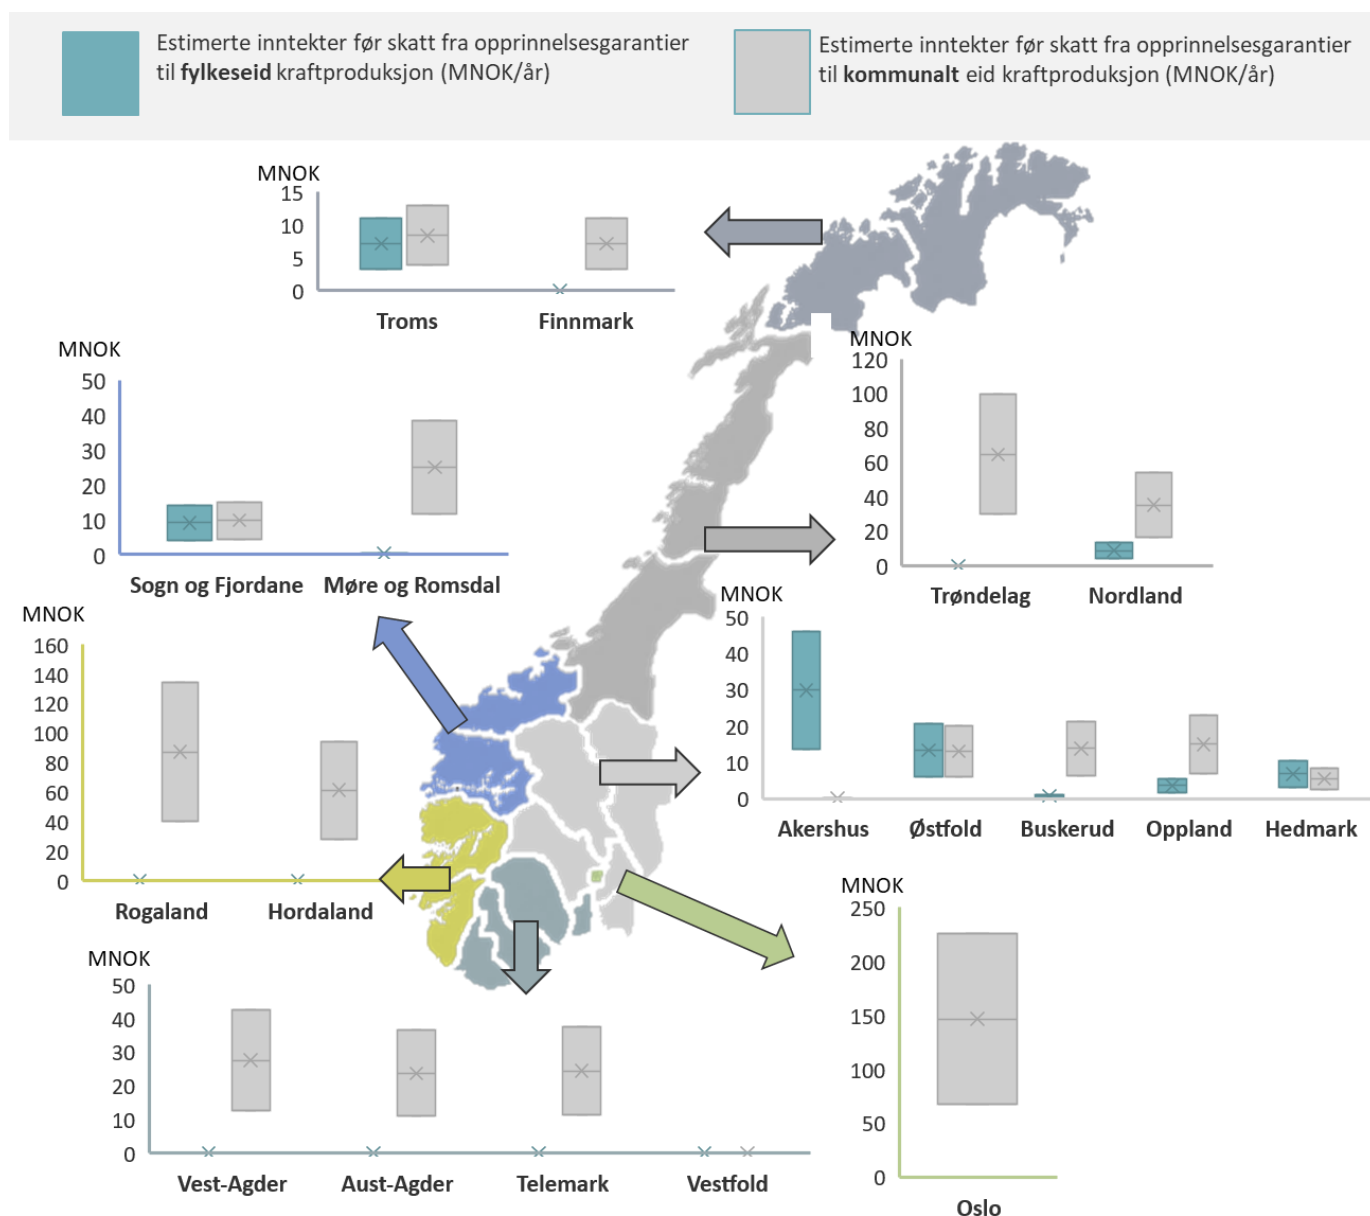 Estimerte inntekter før skatt fra opprinnelsesgarantier
til fylkeseid kraftproduksjon (MNOK/år)
Estimerte inntekter før skatt fra opprinnelsesgarantier
til kommunalt eid kraftproduksjon (MNOK/år)
MNOK
15
10
5
0
Troms
Finnmark
MNOK
50
40
30
20
10
0
Sogn og Fjordane
Møre og Romsdal
MNOK
120
100
80
60
40
20
0
Trøndelag
Nordland
MNOK
160
140
120
100
80
60
40
20
0
Rogaland
Hordaland
MNOK
50
40
30
20
10
0
Akershus
Østfold
Buskerud
Oppland
Hedmark
MNOK
50
40
30
20
10
0
Vest-Agder
Aust-Agder
Telemark
Vestfold
MNOK
250
200
150
100
50
0
Oslo